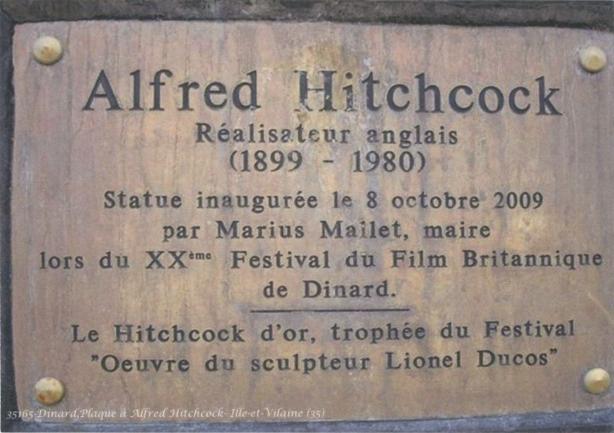 Alfred Hitchcock
Réalisateur anglais
(1899 - 1980)
Statue inaugurée le 8 octobre 2009
par Marius Mallet, maire
lors du XXème Festival du Film Britannique
de Dinard.
Le Hitchcock d'or, trophée du Festival
"Oeuvre du sculpteur Lionel Ducos"
35165-Dinard,Plaque à Alfred Hitchcock- Ille-et-Vilaine (35)